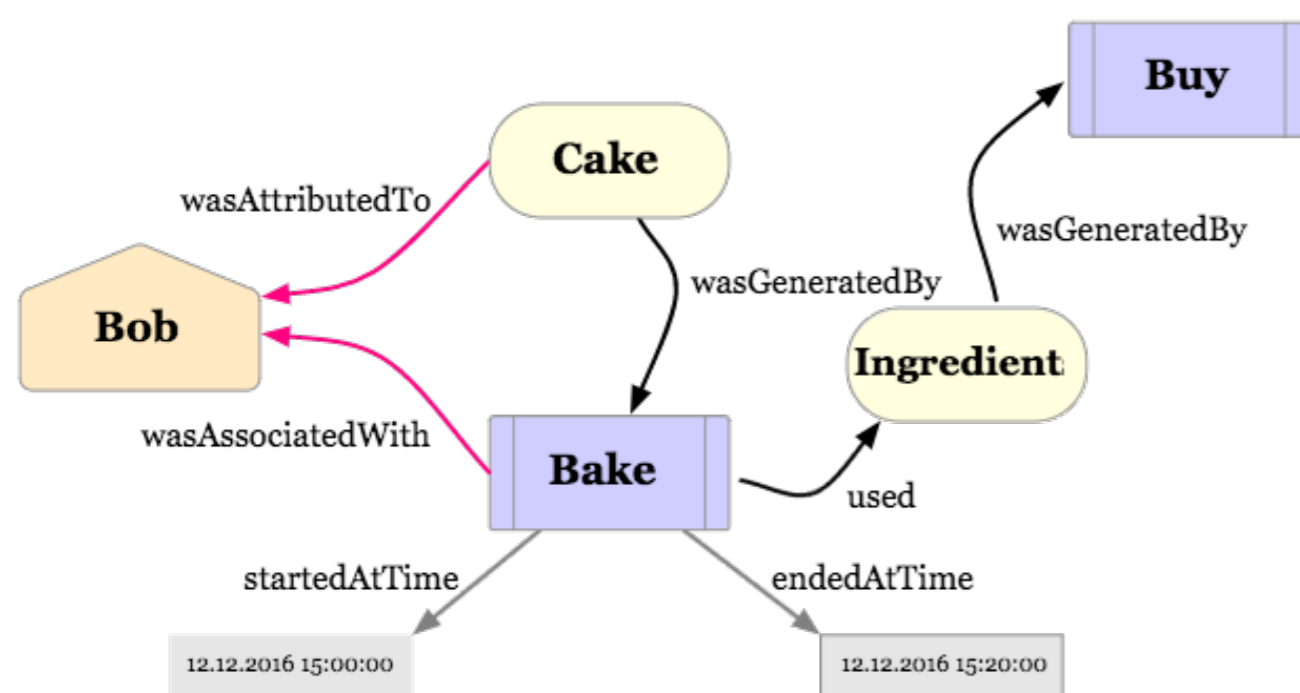 Buy
Cake
wasAttributedTo
wasGeneratedBy
wasGeneratedBy
Bob
Ingredient
wasAssociatedWith
Bake
used
startedAtTime
endedAtTime
12.12.2016 15:00:00
12.12.2016 15:20:00